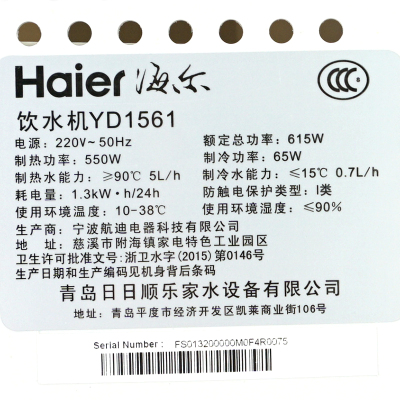 Haier 海尔
CCC
饮水机YD1561
电源：220V~50Hz 额定总功率：615W
制热功率：550W 制冷功率：65W
制热水能力：≥90℃ 5L/h 制冷水能力：≤15℃ 0.7L/h
耗电量：1.3kW·h/24h 防触电保护类型：I类
使用环境温度：10-38℃ 使用环境湿度：≤90%
生产商：宁波航迪电器科技有限公司
地址：慈溪市附海镇家电特色工业园区
卫生许可批准文号：浙卫水字(2015)第0146号
生产日期和生产编码见机身背后条码
青岛日日顺乐家水设备有限公司
地址：青岛平度市经济开发区凯莱商业街106号
Serial Number: FS013200000M0F4R0075